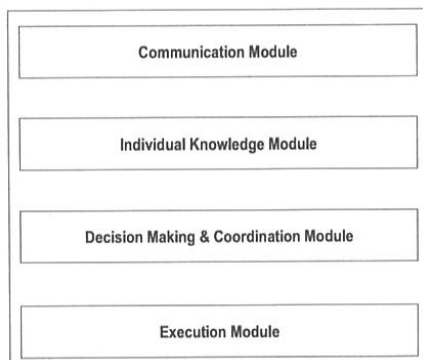 Communication Module
Individual Knowledge Module
Decision Making & Coordination Module
Execution Module